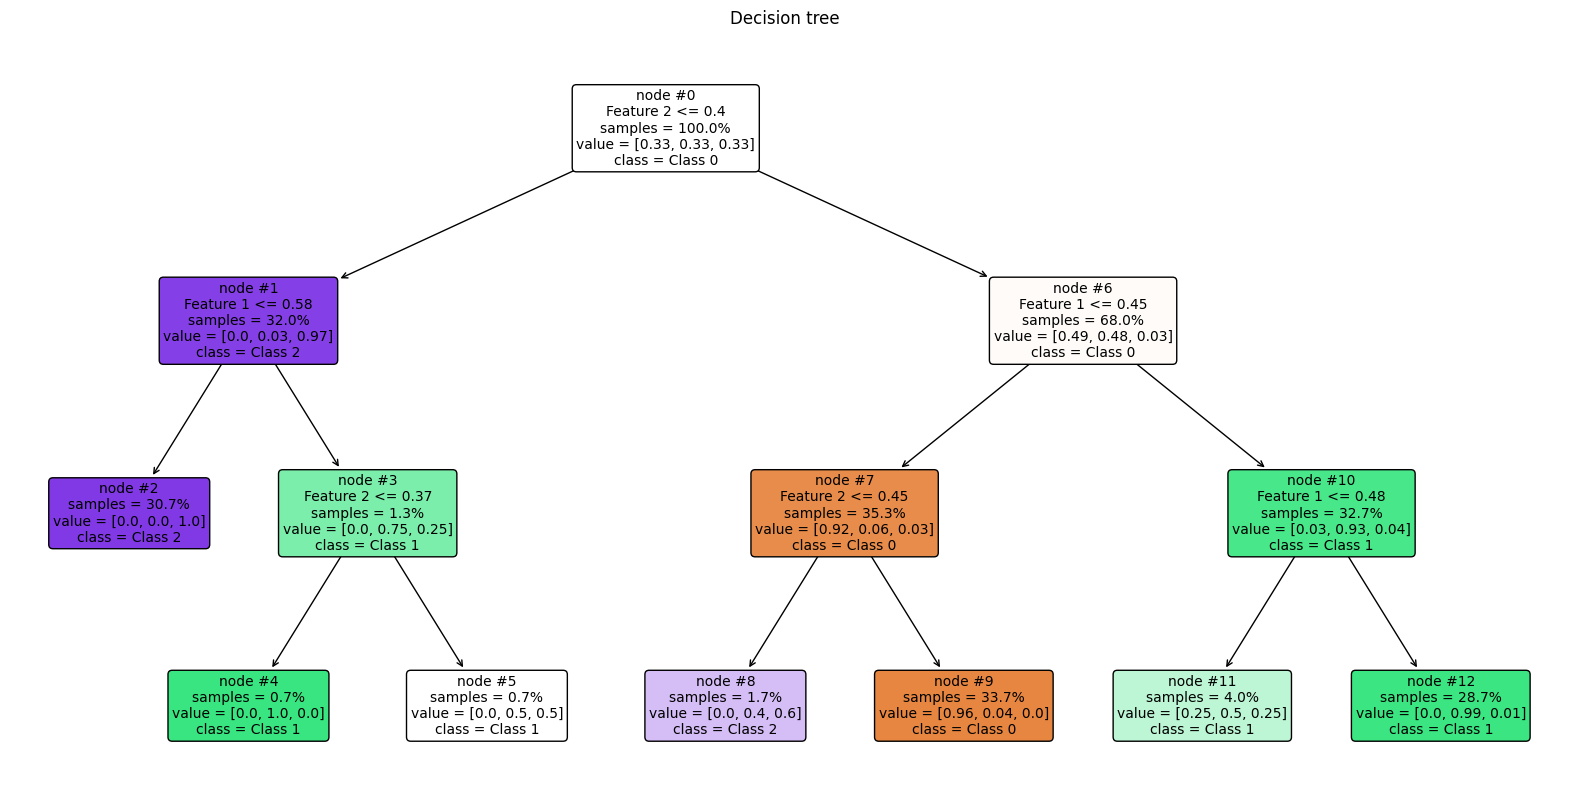 Decision tree
node #0
Feature 2 <= 0.4
samples = 100.0%
value = [0.33, 0.33, 0.33]
class = Class 0
node #1
Feature 1 <= 0.58
samples = 32.0%
value = [0.0, 0.03, 0.97]
class = Class 2
node #6
Feature 1 <= 0.45
samples = 68.0%
value = [0.49, 0.48, 0.03]
class = Class 0
node #2
samples = 30.7%
value = [0.0, 0.0, 1.0]
class = Class 2
node #3
Feature 2 <= 0.37
samples = 1.3%
value = [0.0, 0.75, 0.25]
class = Class 1
node #7
Feature 2 <= 0.45
samples = 35.3%
value = [0.92, 0.06, 0.03]
class = Class 0
node #10
Feature 1 <= 0.48
samples = 32.7%
value = [0.03, 0.93, 0.04]
class = Class 1
node #4
samples = 0.7%
value = [0.0, 1.0, 0.0]
class = Class 1
node #5
samples = 0.7%
value = [0.0, 0.5, 0.5]
class = Class 1
node #8
samples = 1.7%
value = [0.0, 0.4, 0.6]
class = Class 2
node #9
samples = 33.7%
value = [0.96, 0.04, 0.0]
class = Class 0
node #11
samples = 4.0%
value = [0.25, 0.5, 0.25]
class = Class 1
node #12
samples = 28.7%
value = [0.0, 0.99, 0.01]
class = Class 1